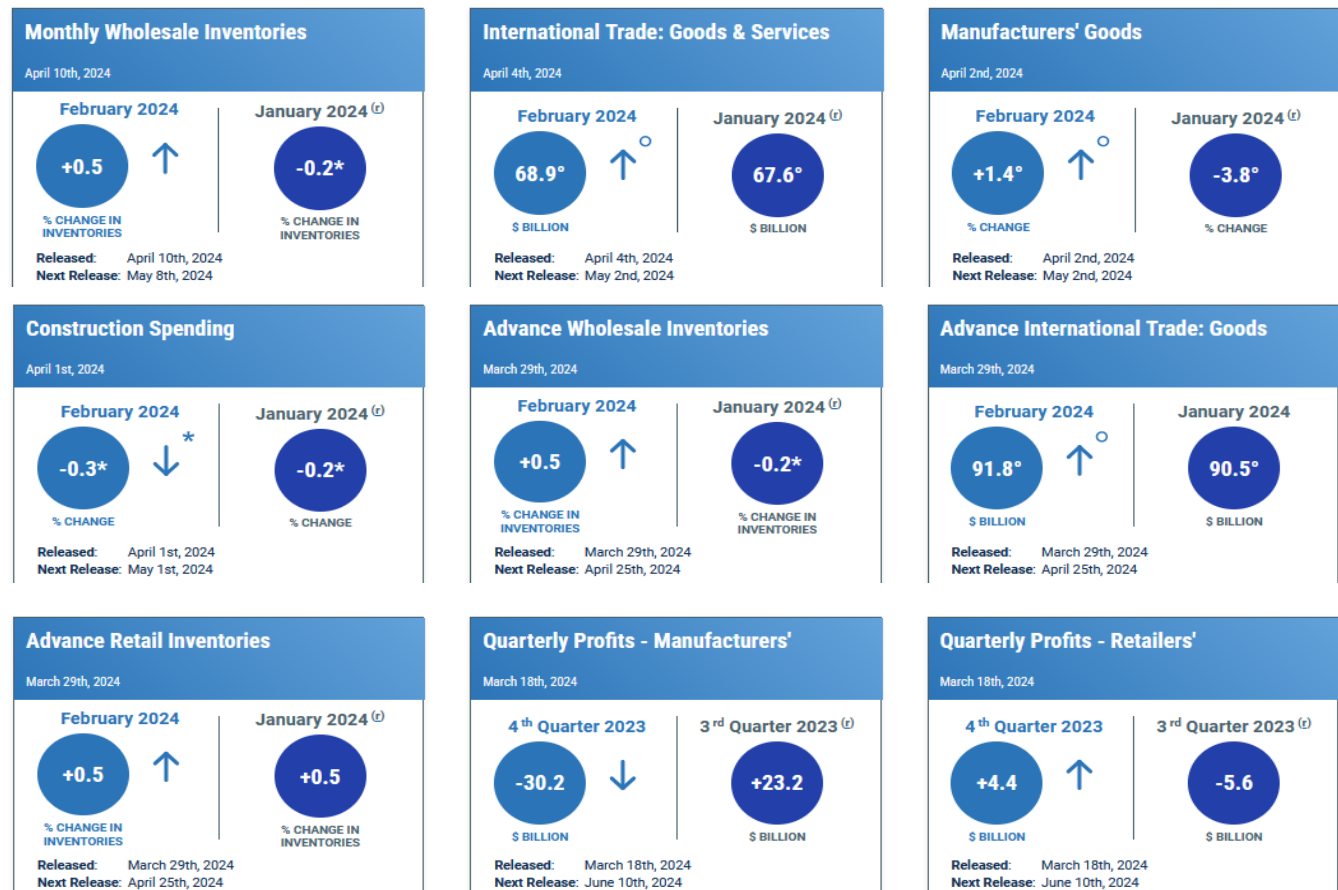 Monthly Wholesale Inventories
April 10th, 2024
February 2024
January 2024 (r)
+0.5
-0.2*
% CHANGE IN
INVENTORIES
% CHANGE IN
INVENTORIES
Released: April 10th, 2024
Next Release: May 8th, 2024
International Trade: Goods & Services
April 4th, 2024
February 2024
January 2024 (r)
68.9°
67.6°
$ BILLION
$ BILLION
Released: April 4th, 2024
Next Release: May 2nd, 2024
Manufacturers' Goods
April 2nd, 2024
February 2024
January 2024 (r)
+1.4°
-3.8°
% CHANGE
% CHANGE
Released: April 2nd, 2024
Next Release: May 2nd, 2024
Construction Spending
April 1st, 2024
February 2024
January 2024 (r)
*
-0.3*
-0.2*
% CHANGE
% CHANGE
Released: April 1st, 2024
Next Release: May 1st, 2024
Advance Wholesale Inventories
March 29th, 2024
February 2024
January 2024 (r)
+0.5
-0.2*
% CHANGE IN
INVENTORIES
% CHANGE IN
INVENTORIES
Released: March 29th, 2024
Next Release: April 25th, 2024
Advance International Trade: Goods
March 29th, 2024
February 2024
January 2024
91.8°
90.5°
$ BILLION
$ BILLION
Released: March 29th, 2024
Next Release: April 25th, 2024
Advance Retail Inventories
March 29th, 2024
February 2024
January 2024 (r)
+0.5
+0.5
% CHANGE IN
INVENTORIES
% CHANGE IN
INVENTORIES
Released: March 29th, 2024
Next Release: April 25th, 2024
Quarterly Profits - Manufacturers'
March 18th, 2024
4th Quarter 2023
3rd Quarter 2023 (r)
-30.2
+23.2
$ BILLION
$ BILLION
Released: March 18th, 2024
Next Release: June 10th, 2024
Quarterly Profits - Retailers'
March 18th, 2024
4th Quarter 2023
3rd Quarter 2023 (r)
+4.4
-5.6
$ BILLION
$ BILLION
Released: March 18th, 2024
Next Release: June 10th, 2024